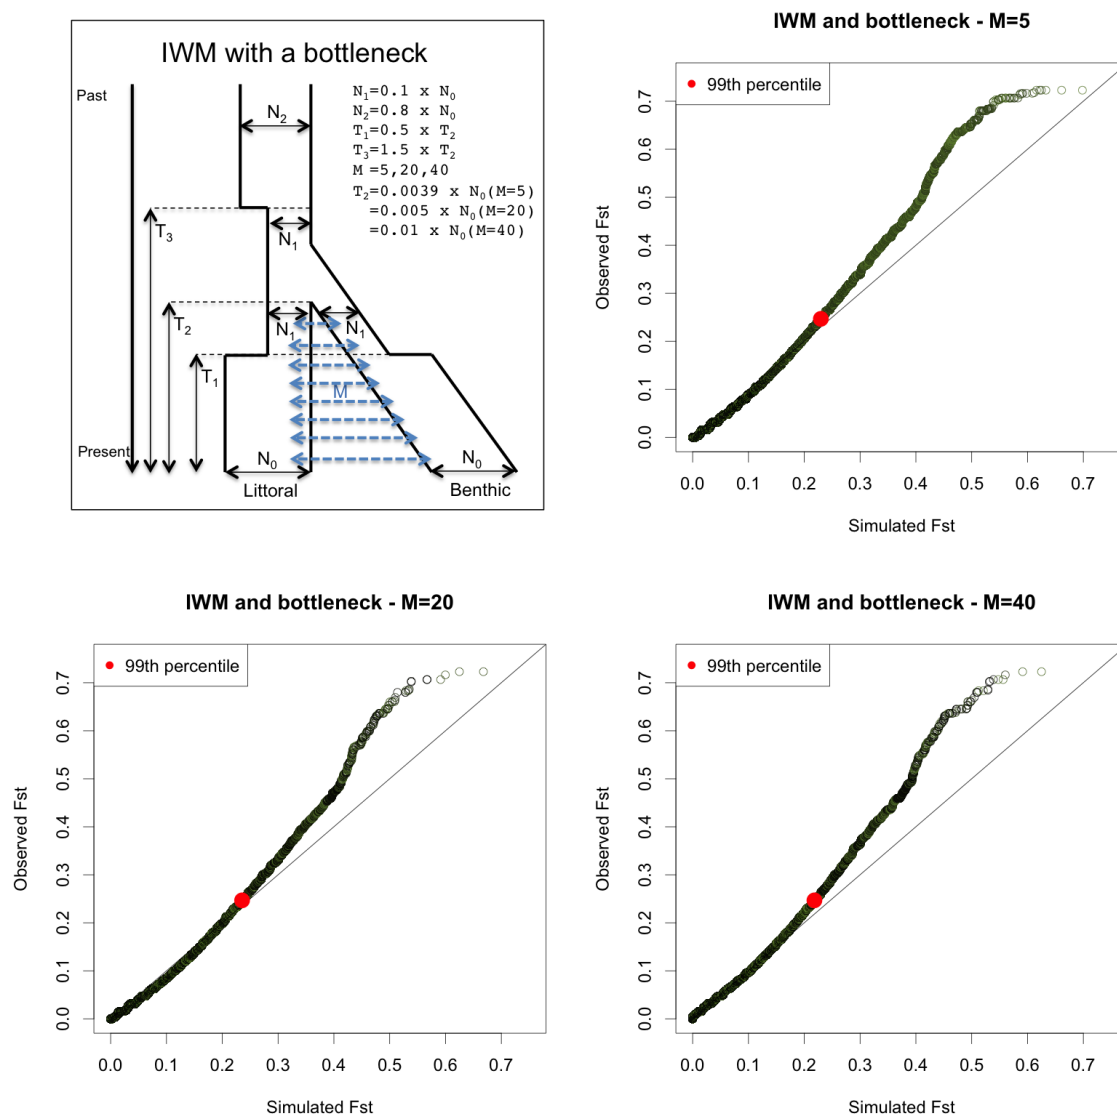 IWM with a bottleneck
Past
N₁=0.1 x N₀
N₂=0.8 x N₀
T₁=0.5 x T₂
T₃=1.5 x T₂
M =5,20,40
T₂=0.0039 x N₀(M=5)
=0.005 x N₀(M=20)
=0.01 x N₀(M=40)
N₂
T₃
N₁
T₂
N₁
N₁
T₁
M
Present
N₀
N₀
Littoral
Benthic
IWM and bottleneck - M=5
99th percentile
Observed Fst
0.0 0.1 0.2 0.3 0.4 0.5 0.6 0.7
0.0 0.1 0.2 0.3 0.4 0.5 0.6 0.7
Simulated Fst
IWM and bottleneck - M=20
99th percentile
Observed Fst
0.0 0.1 0.2 0.3 0.4 0.5 0.6 0.7
0.0 0.1 0.2 0.3 0.4 0.5 0.6 0.7
Simulated Fst
IWM and bottleneck - M=40
99th percentile
Observed Fst
0.0 0.1 0.2 0.3 0.4 0.5 0.6 0.7
0.0 0.1 0.2 0.3 0.4 0.5 0.6 0.7
Simulated Fst